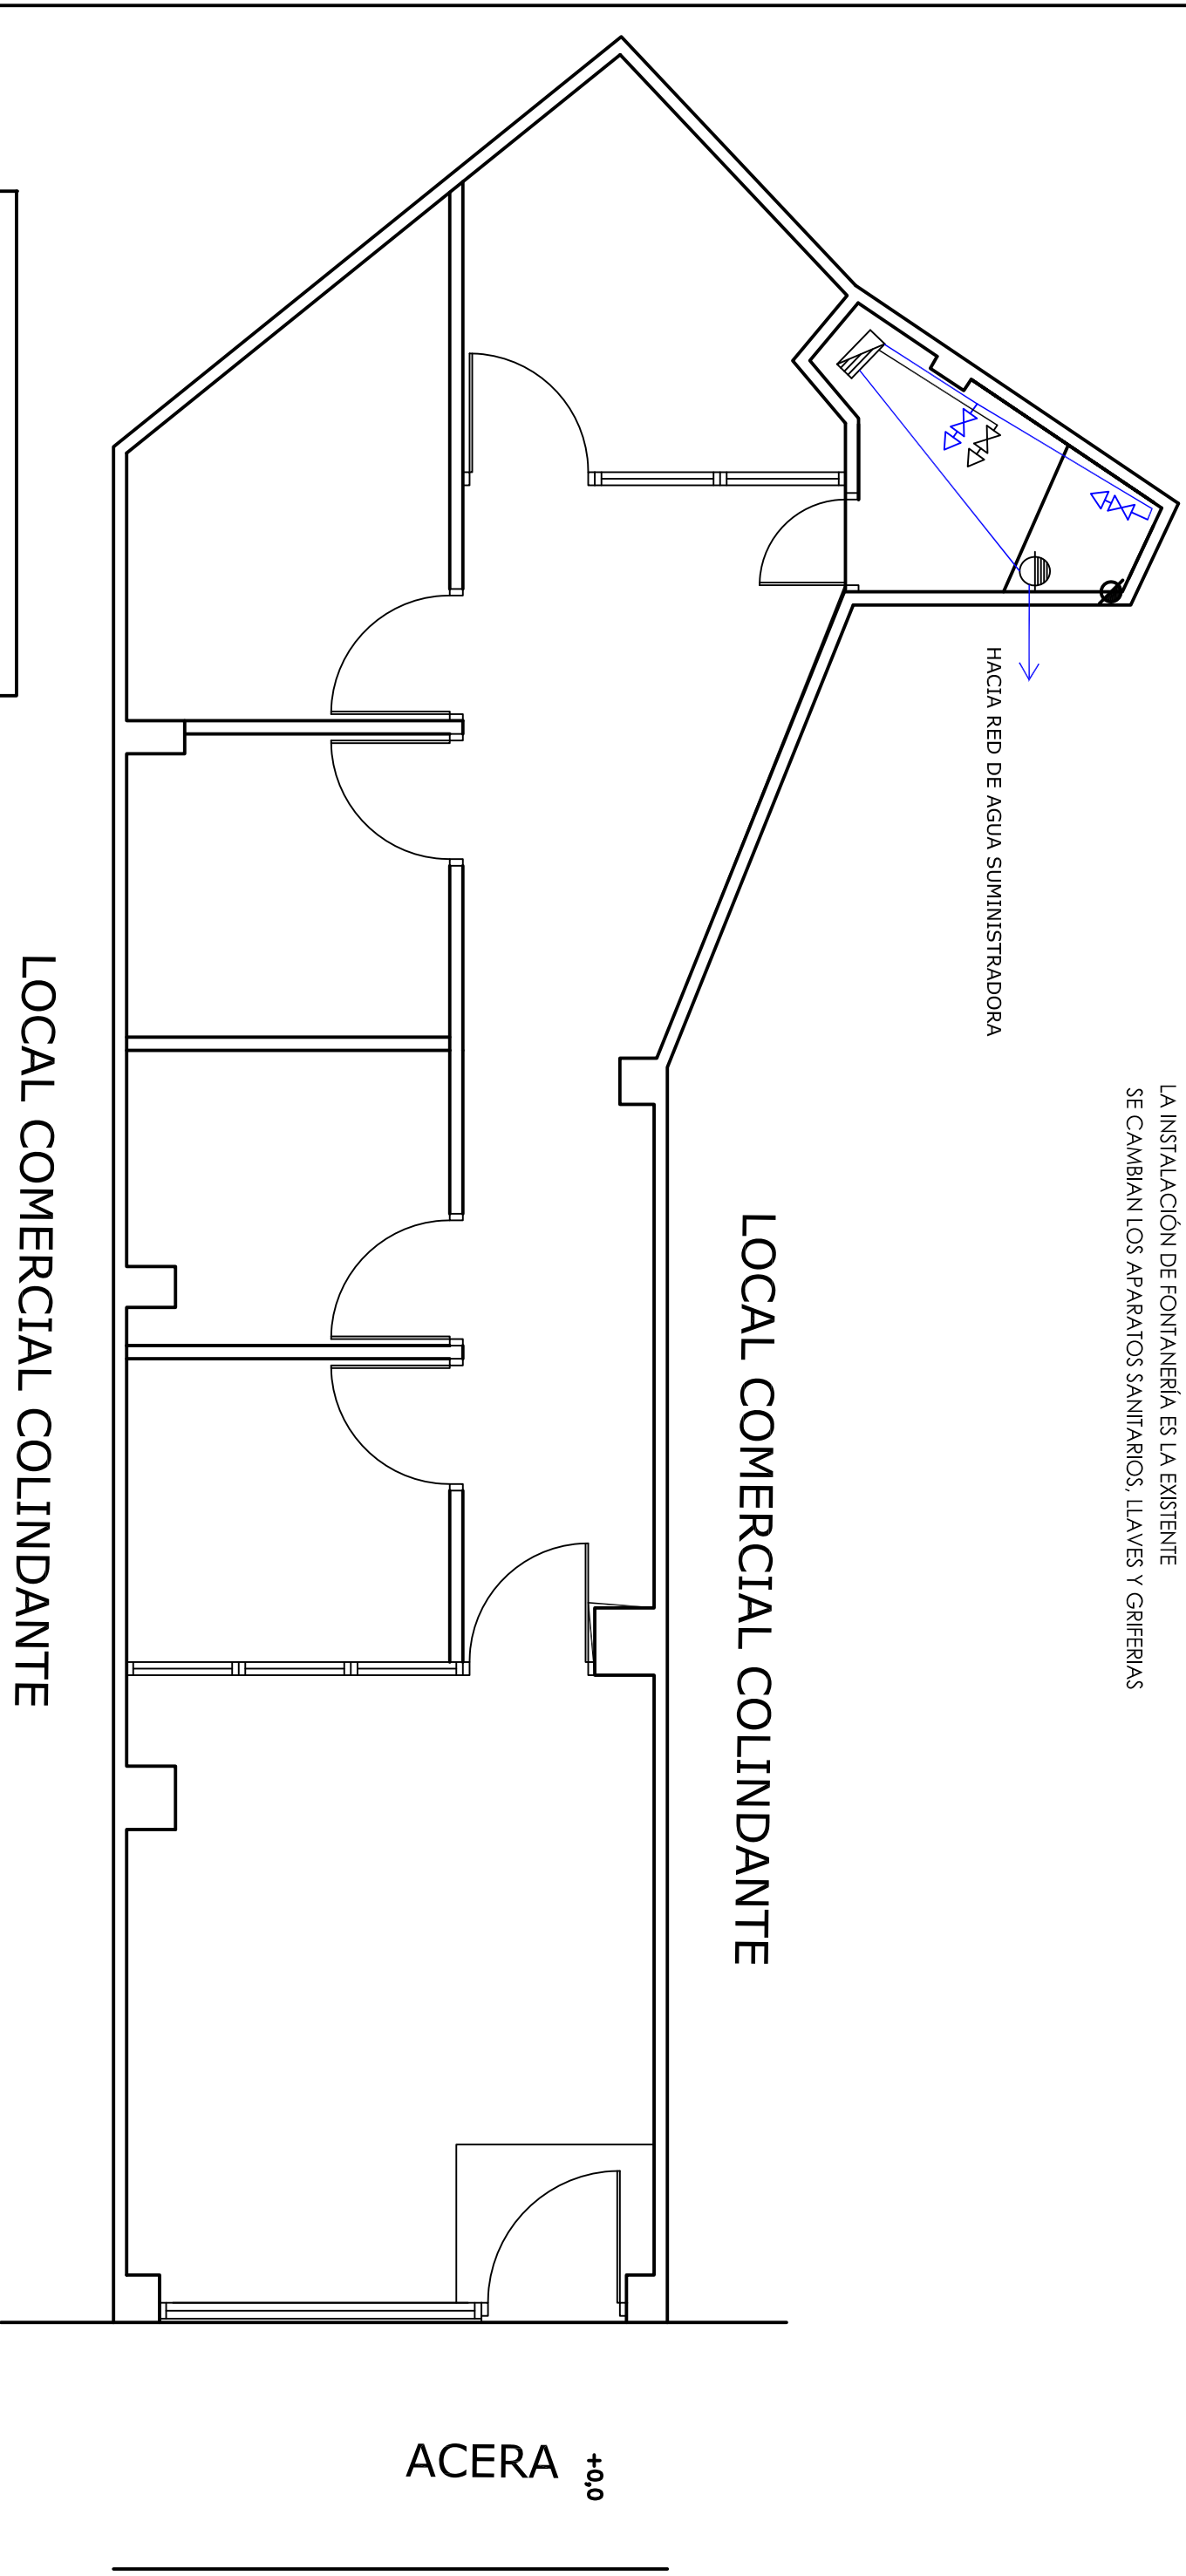 HACIA RED DE AGUA SUMINISTRADORA
LA INSTALACIÓN DE FONTANERÍA ES LA EXISTENTE
SE CAMBIAN LOS APARATOS SANITARIOS, LLAVES Y GRIFERIAS
LOCAL COMERCIAL COLINDANTE
LOCAL COMERCIAL COLINDANTE
ACERA
+0,0